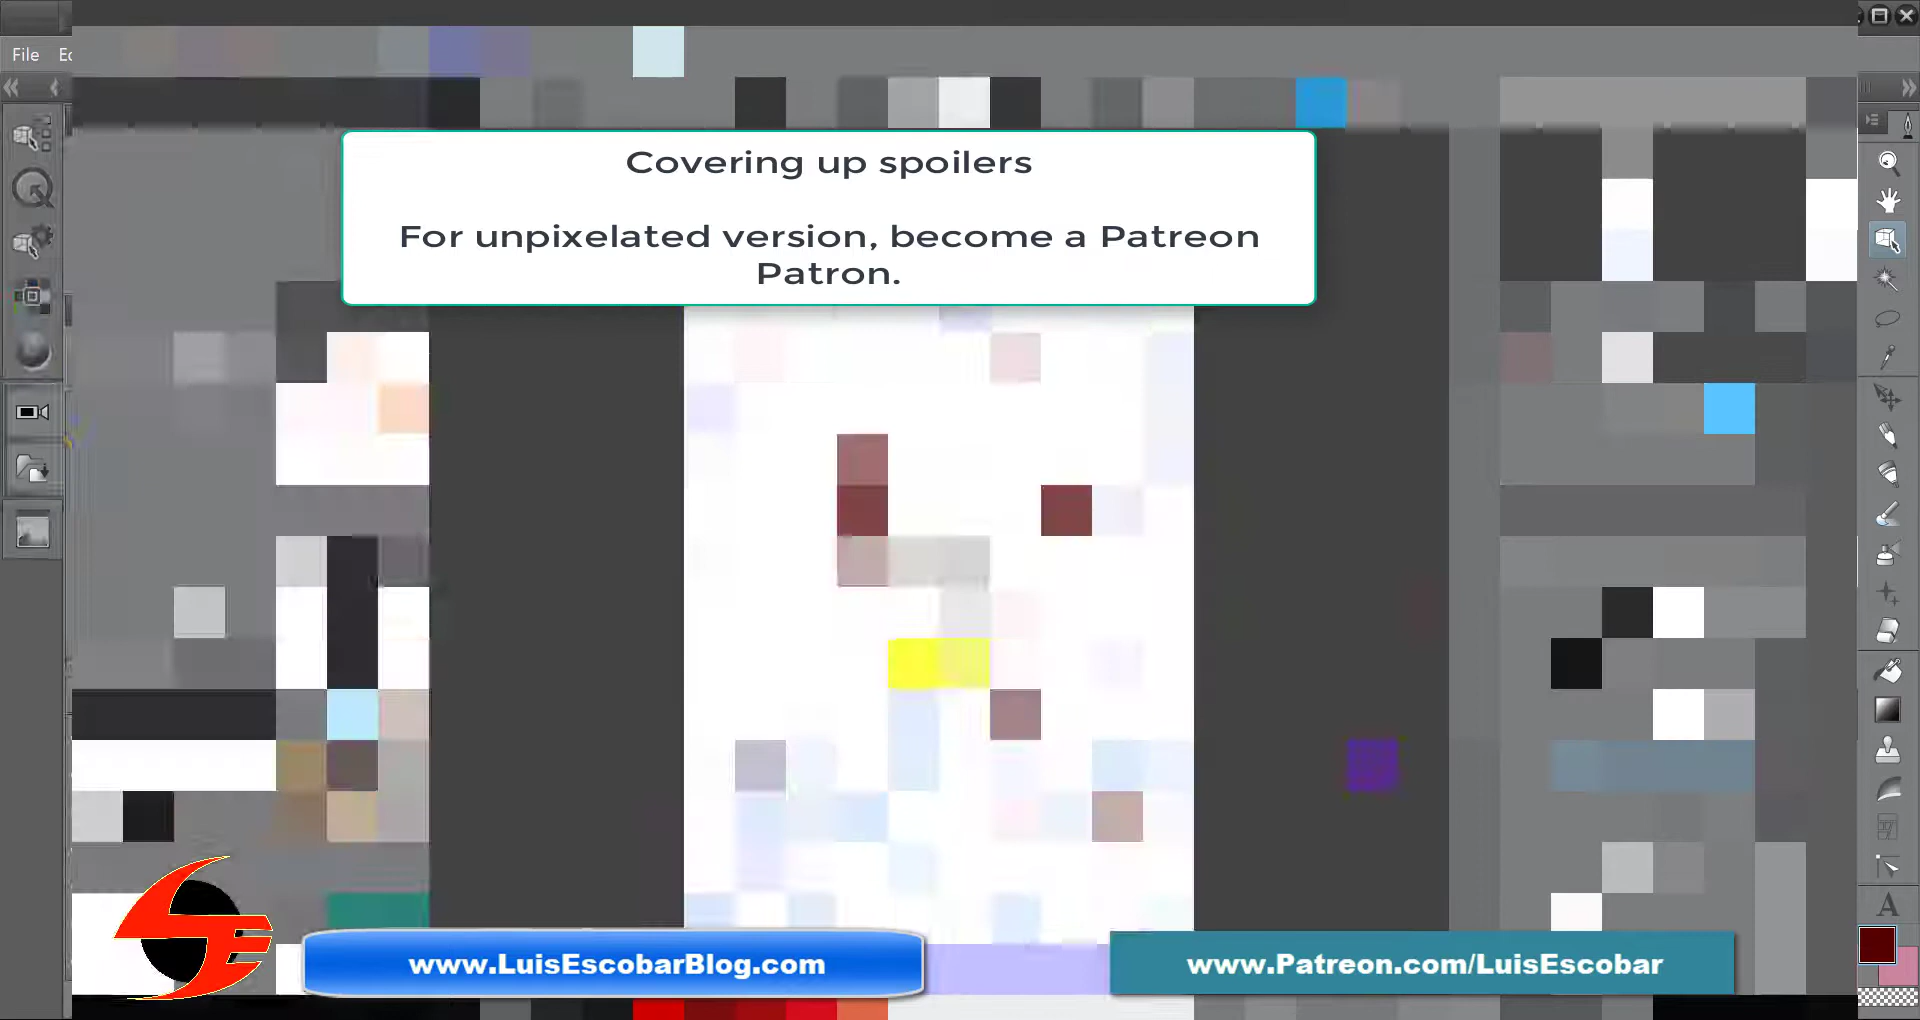 File
Covering up spoilers
For unpixelated version, become a Patreon
Patron.
A
www.LuisEscobarBlog.com
www.Patreon.com/LuisEscobar